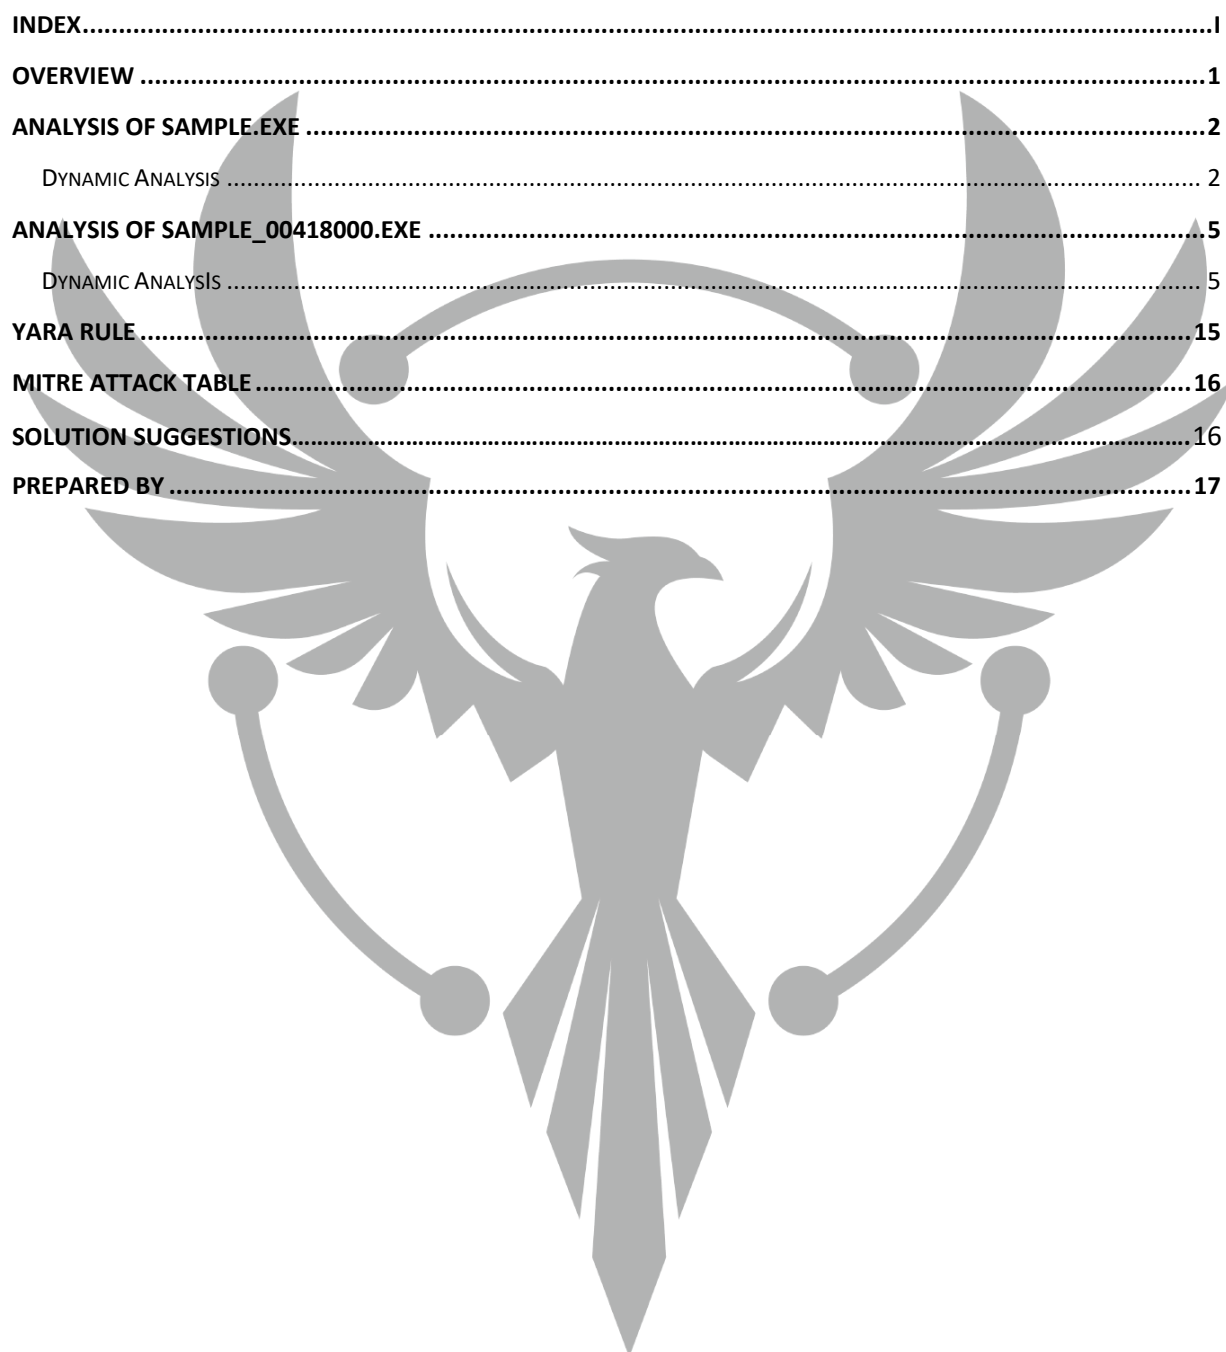 INDEX........................................................................................................I
OVERVIEW ........................................................................................................1
ANALYSIS OF SAMPLE.EXE ........................................................................................................2
DYNAMIC ANALYSIS ........................................................................................................ 2
ANALYSIS OF SAMPLE_00418000.EXE ........................................................................................................5
DYNAMIC ANALYSIS ........................................................................................................ 5
YARA RULE ........................................................................................................15
MITRE ATTACK TABLE ........................................................................................................16
SOLUTION SUGGESTIONS........................................................................................................16
PREPARED BY ........................................................................................................17